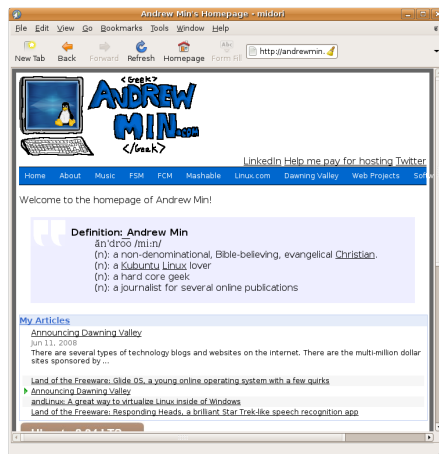 Andrew Min's Homepage - midori
File Edit View Go Bookmarks Tools Window Help
New Tab Back Forward Refresh Homepage Form Fill http://andrewmin.
<Geek>
ANDREW
MIN.com
</Geek>
LinkedIn Help me pay for hosting Twitter
Home About Music FSM FCM Mashable Linux.com Dawning Valley Web Projects Softw
Welcome to the homepage of Andrew Min!
Definition: Andrew Min
ăn'drōō /mi:n/
(n): a non-denominational, Bible-believing, evangelical Christian.
(n): a Kubuntu Linux lover
(n): a hard core geek
(n): a journalist for several online publications
My Articles
Announcing Dawning Valley
Jun 11, 2008
There are several types of technology blogs and websites on the internet. There are the multi-million dollar
sites sponsored by ...
Land of the Freeware: Glide OS, a young online operating system with a few quirks
Announcing Dawning Valley
andLinux: A great way to virtualize Linux inside of Windows
Land of the Freeware: Responding Heads, a brilliant Star Trek-like speech recognition app